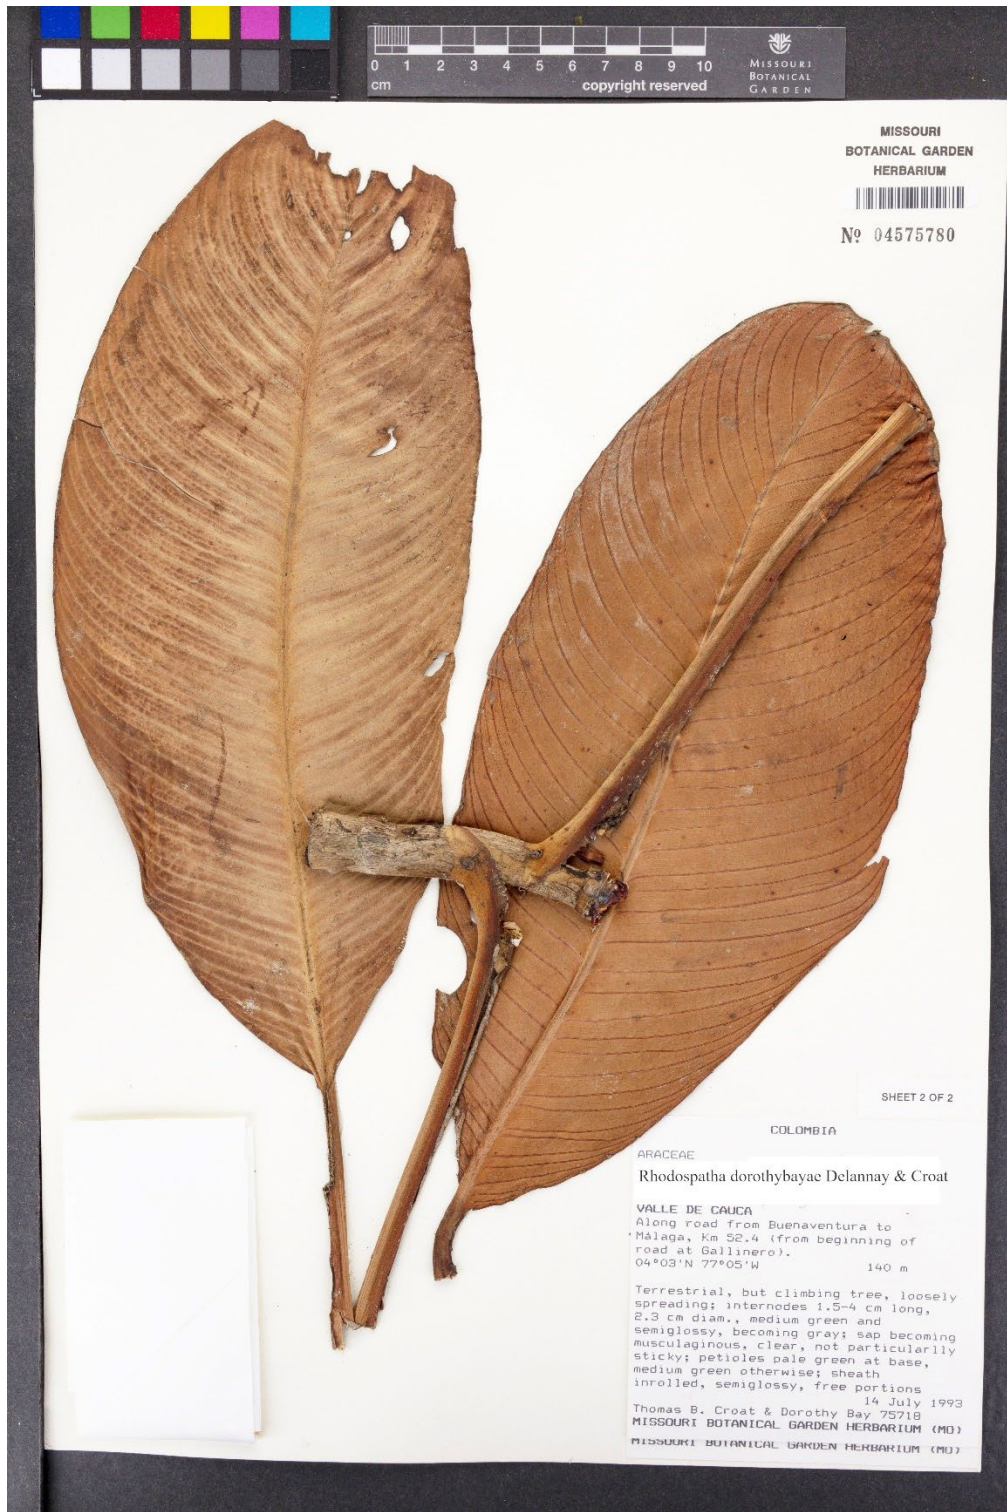 0 1 2 3 4 5 6 7 8 9 10
cm
copyright reserved
MISSOURI
BOTANICAL
GARDEN
MISSOURI
BOTANICAL GARDEN
HERBARIUM
Nº 04575780
SHEET 2 OF 2
COLOMBIA
ARACEAE
Rhodospatha dorothybayae Delannay & Croat
VALLE DE CAUCA
Along road from Buenaventura to
Málaga, Km 52.4 (from beginning of
road at Gallinero).
04°03'N 77°05'W 140 m
Terrestrial, but climbing tree, loosely
spreading; internodes 1.5-4 cm long,
2.3 cm diam., medium green and
semiglossy, becoming gray; sap becoming
musculaginous, clear, not particularlly
sticky; petioles pale green at base,
medium green otherwise; sheath
inrolled, semiglossy, free portions
14 July 1993
Thomas B. Croat & Dorothy Bay 75718
MISSOURI BOTANICAL GARDEN HERBARIUM (MO)
MISSOURI BOTANICAL GARDEN HERBARIUM (MO)